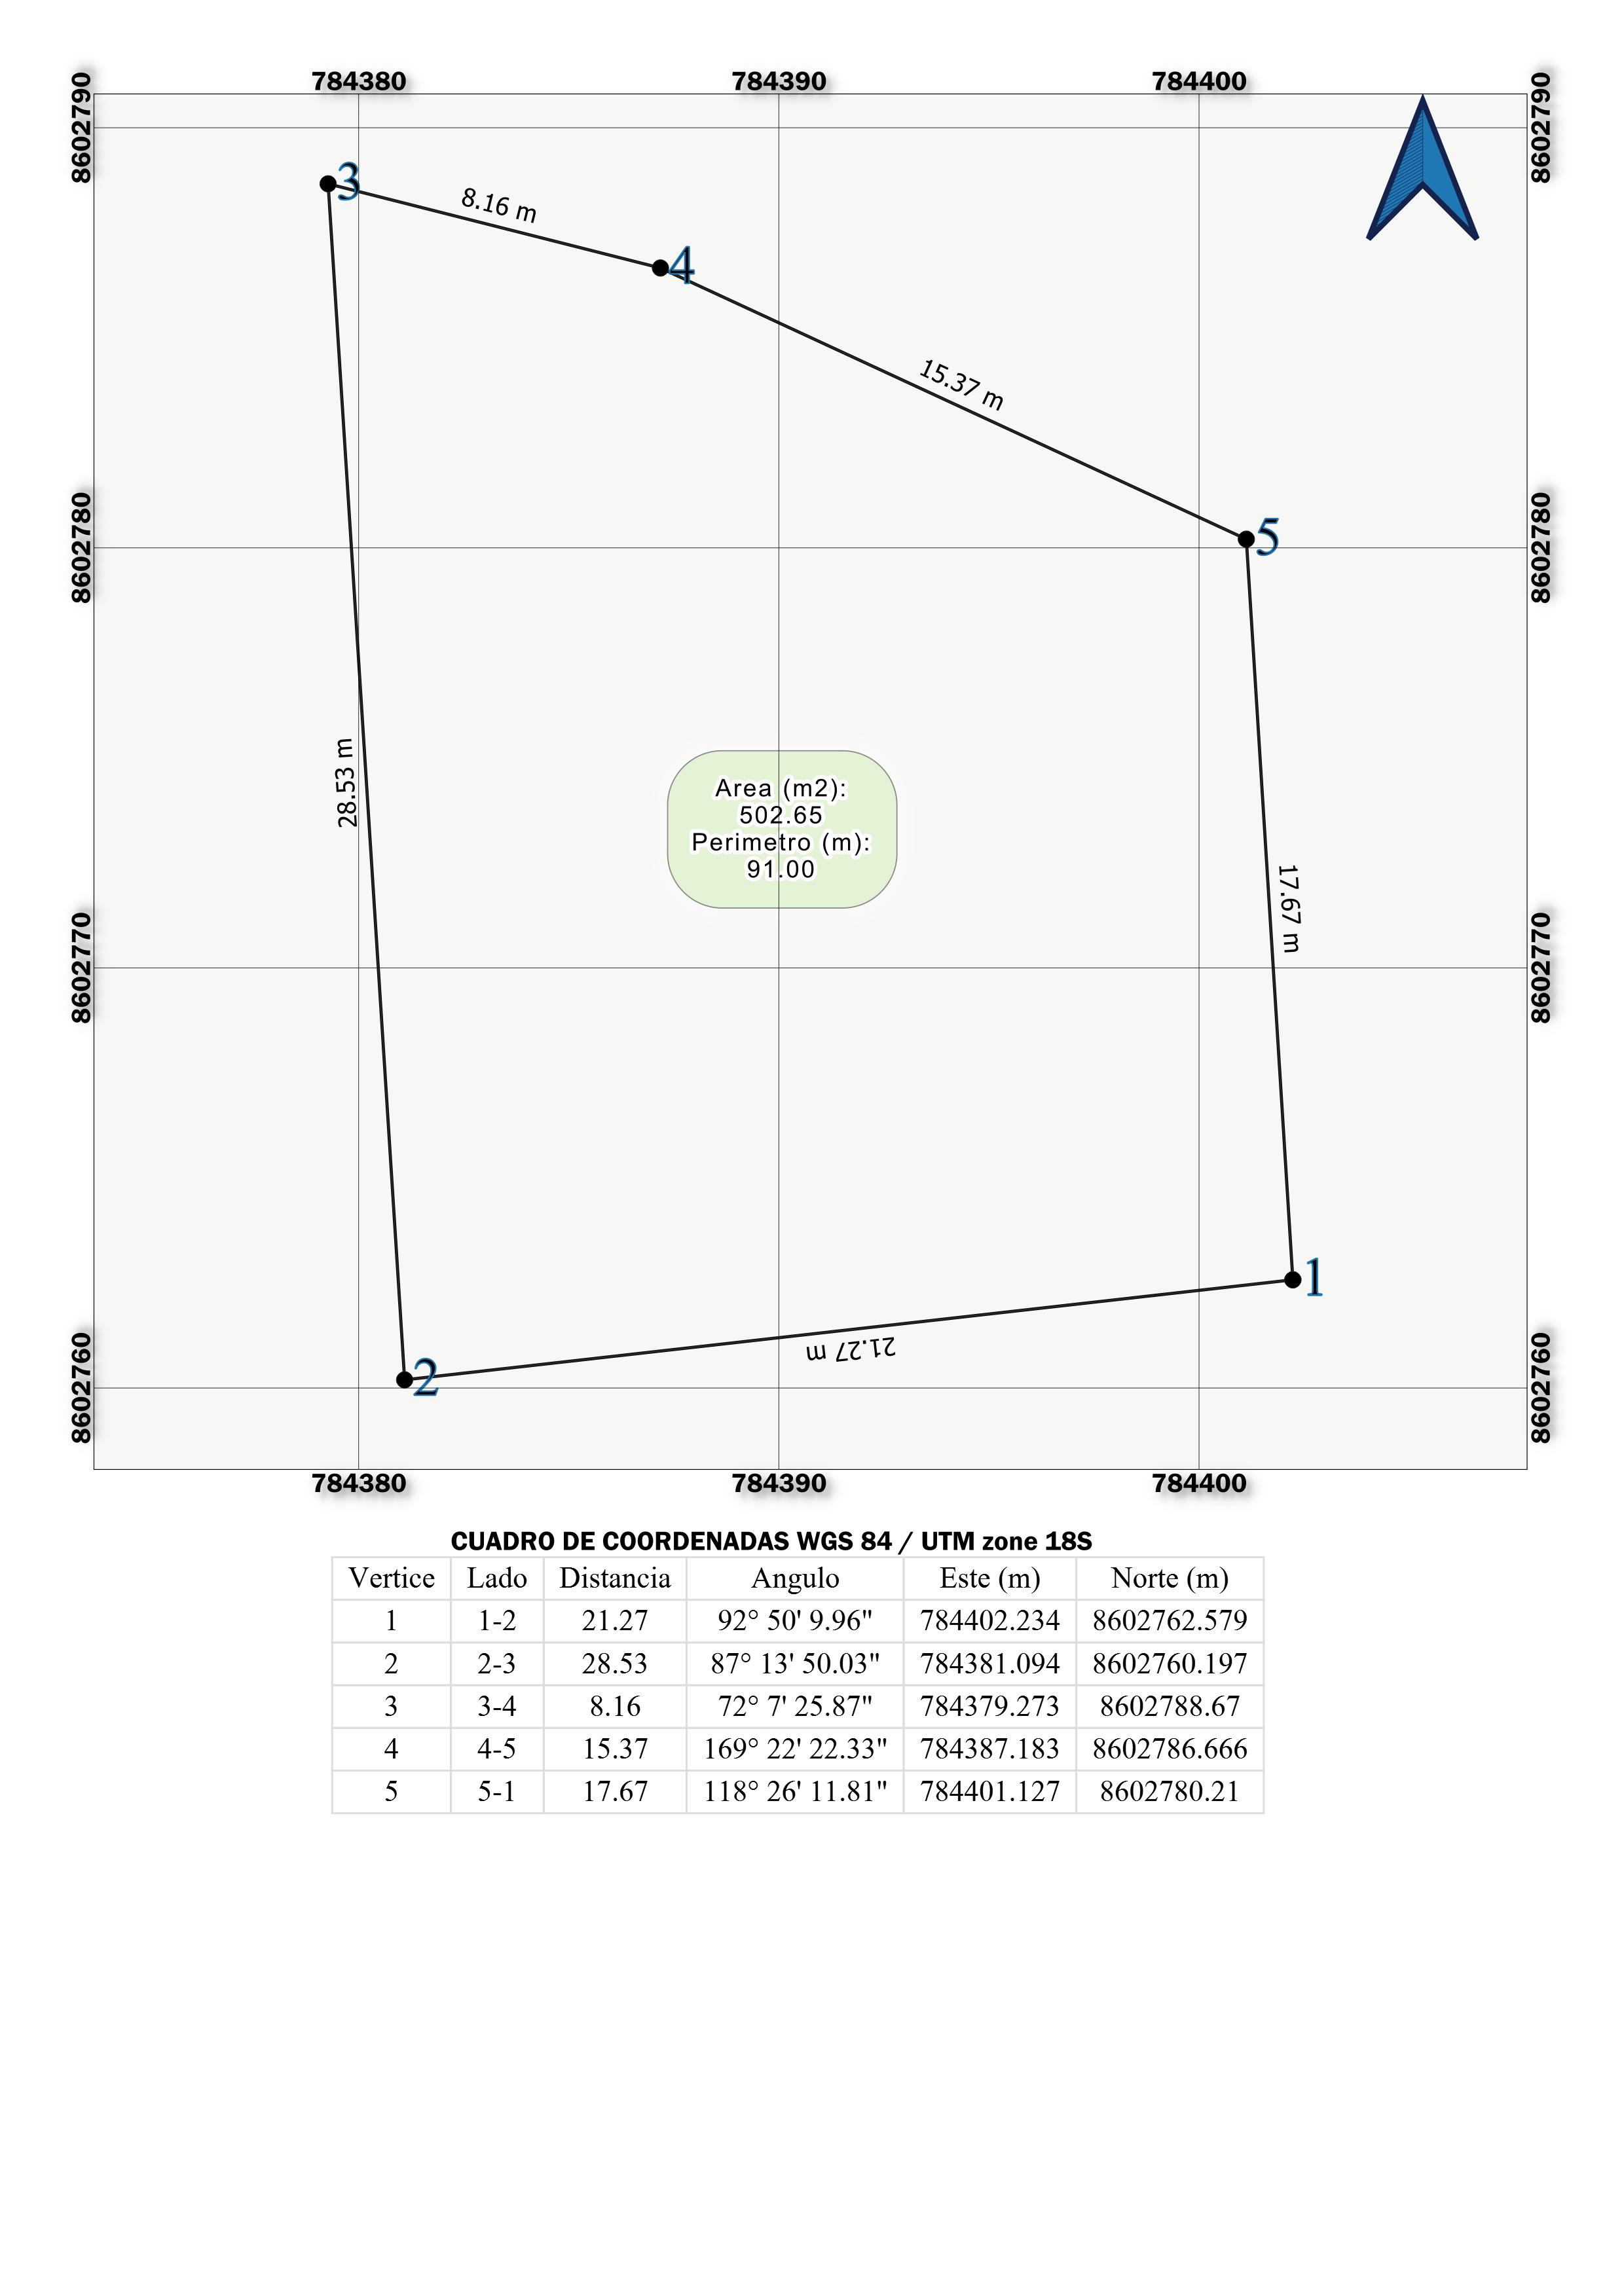 784380 784390 784400
8602790 8602790
3
8.16 m
4
15.37 m
8602780 5 8602780
28.53 m
Area (m2):
502.65
Perimetro (m):
91.00
17.67 m
8602770 8602770
1
21.27 m
2
8602760 8602760
784380 784390 784400
CUADRO DE COORDENADAS WGS 84 / UTM zone 18S
Vertice Lado Distancia Angulo Este (m) Norte (m)
1 1-2 21.27 92° 50' 9.96" 784402.234 8602762.579
2 2-3 28.53 87° 13' 50.03" 784381.094 8602760.197
3 3-4 8.16 72° 7' 25.87" 784379.273 8602788.67
4 4-5 15.37 169° 22' 22.33" 784387.183 8602786.666
5 5-1 17.67 118° 26' 11.81" 784401.127 8602780.21